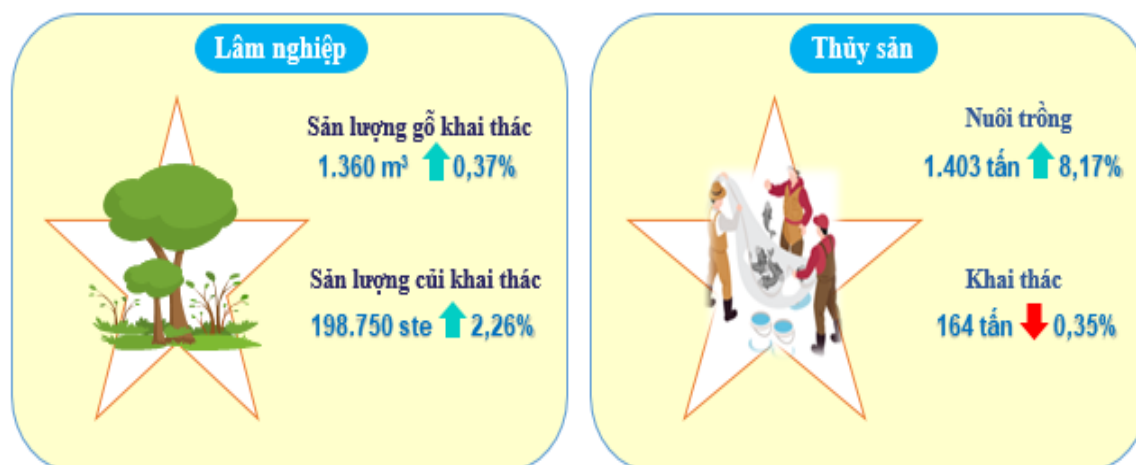 Lâm nghiệp
Sản lượng gỗ khai thác
1.360 m³ 0,37%
Sản lượng củi khai thác
198.750 ste 2,26%
Thủy sản
Nuôi trồng
1.403 tấn 8,17%
Khai thác
164 tấn 0,35%